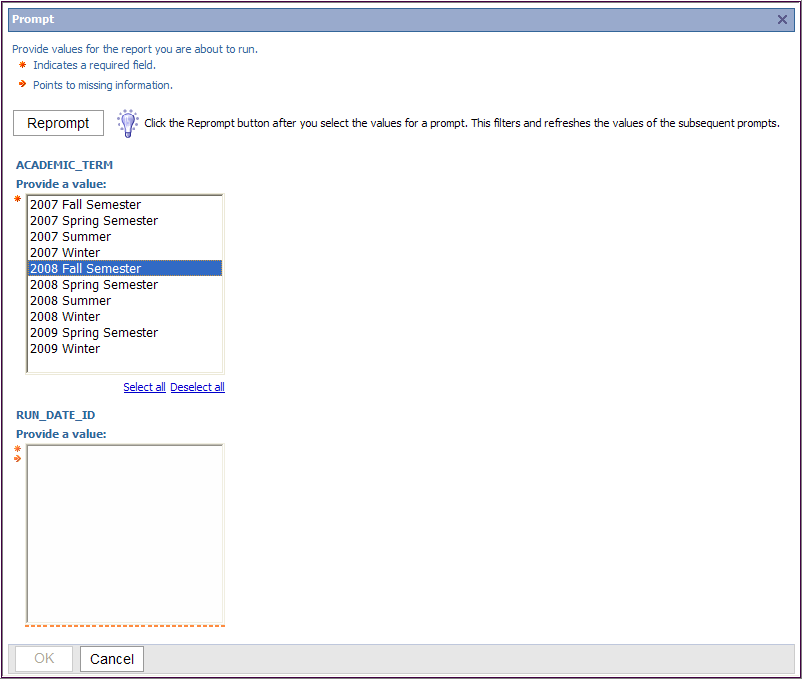 Prompt
Provide values for the report you are about to run.
Indicates a required field.
Points to missing information.
Reprompt
Click the Reprompt button after you select the values for a prompt. This filters and refreshes the values of the subsequent prompts.
ACADEMIC_TERM
Provide a value:
2007 Fall Semester
2007 Spring Semester
2007 Summer
2007 Winter
2008 Fall Semester
2008 Spring Semester
2008 Summer
2008 Winter
2009 Spring Semester
2009 Winter
Select all Deselect all
RUN_DATE_ID
Provide a value:
OK Cancel